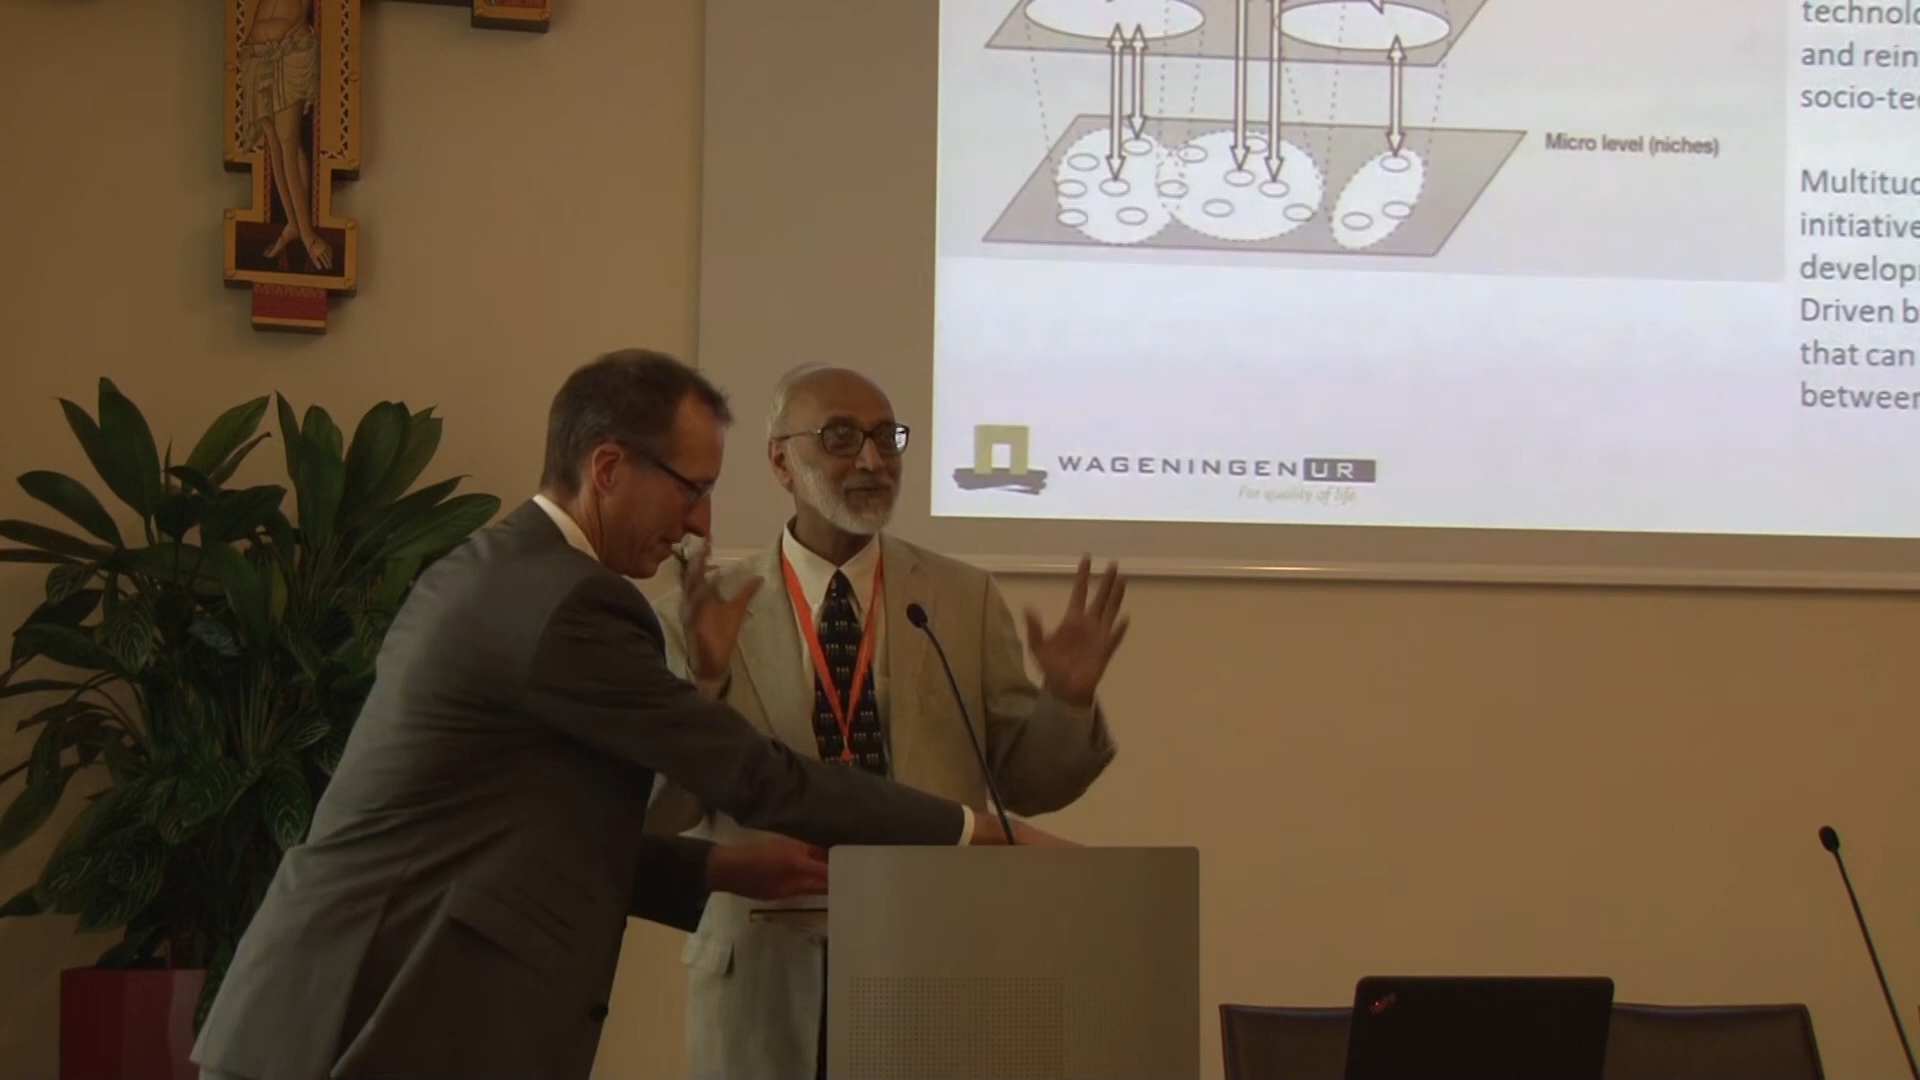 technolo
and rein
socio-te
Micro level (niches)
Multitud
initiative
develop
Driven b
that can
between
WAGENINGEN UR
For quality of life